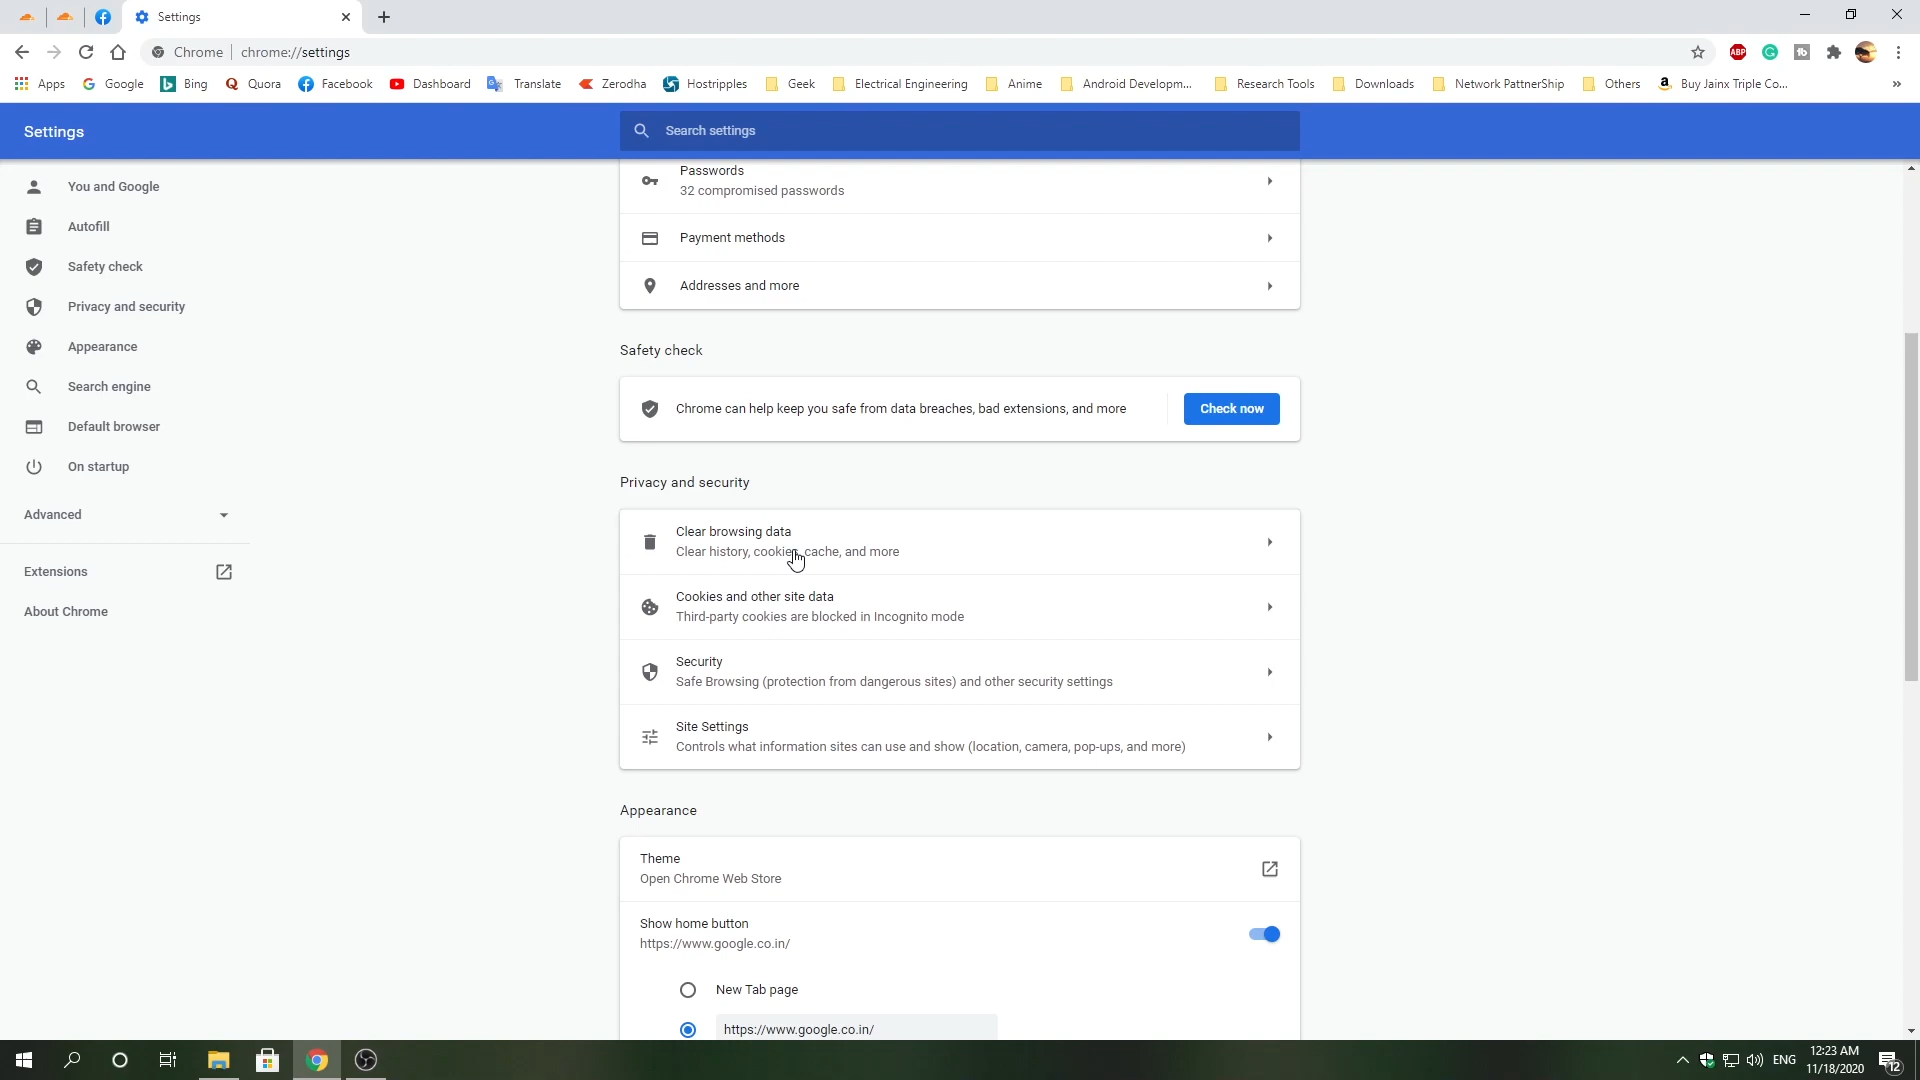 Settings
Chrome
chrome://settings
Apps
Google
Bing
Quora
Facebook
Dashboard
Translate
Zerodha
Hostripples
Geek
Electrical Engineering
Anime
Android Developm...
Research Tools
Downloads
Network PattnerShip
Others
Buy Jainx Triple Co...
ABP
Settings
Search settings
You and Google
Autofill
Safety check
Privacy and security
Appearance
Search engine
Default browser
On startup
Advanced
Extensions
About Chrome
Passwords
32 compromised passwords
Payment methods
Addresses and more
Safety check
Chrome can help keep you safe from data breaches, bad extensions, and more
Check now
Privacy and security
Clear browsing data
Clear history, cookies, cache, and more
Cookies and other site data
Third-party cookies are blocked in Incognito mode
Security
Safe Browsing (protection from dangerous sites) and other security settings
Site Settings
Controls what information sites can use and show (location, camera, pop-ups, and more)
Appearance
Theme
Open Chrome Web Store
Show home button
https://www.google.co.in/
New Tab page
https://www.google.co.in/
ENG
12:23 AM
11/18/2020
12